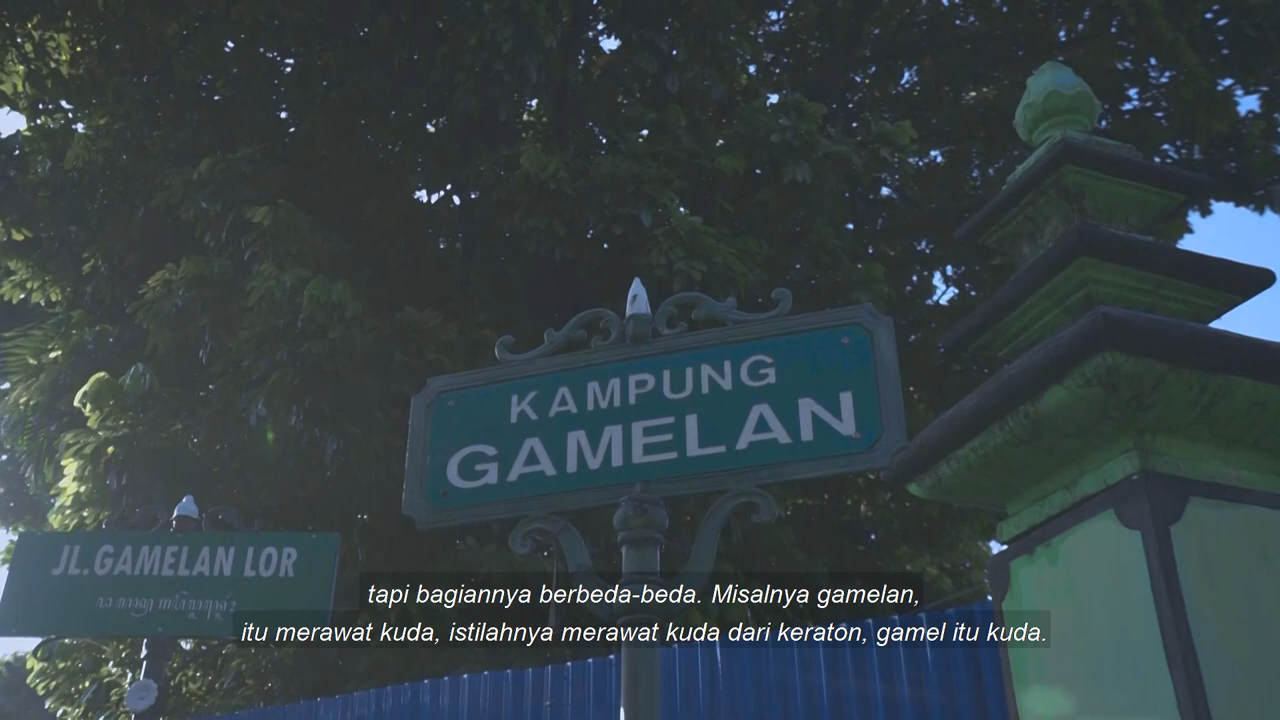 KAMPUNG
GAMELAN
JL.GAMELAN LOR
tapi bagiannya berbeda-beda. Misalnya gamelan,
itu merawat kuda, istilahnya merawat kuda dari keraton, gamel itu kuda.